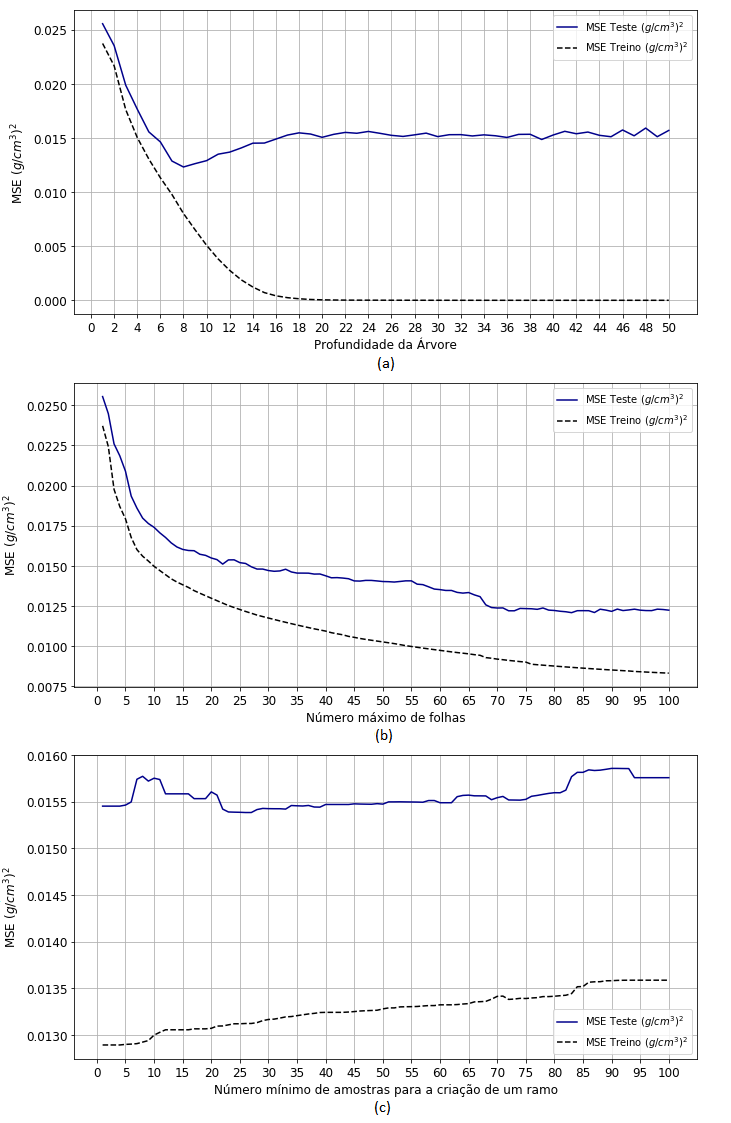 MSE Teste (g/cm³)²
MSE Treino (g/cm³)²
0.025
0.020
0.015
0.010
0.005
0.000
MSE (g/cm³)²
0 2 4 6 8 10 12 14 16 18 20 22 24 26 28 30 32 34 36 38 40 42 44 46 48 50
Profundidade da Árvore
(a)
MSE Teste (g/cm³)²
MSE Treino (g/cm³)²
0.0250
0.0225
0.0200
0.0175
0.0150
0.0125
0.0100
0.0075
MSE (g/cm³)²
0 5 10 15 20 25 30 35 40 45 50 55 60 65 70 75 80 85 90 95 100
Número máximo de folhas
(b)
0.0160
0.0155
0.0150
0.0145
0.0140
0.0135
0.0130
MSE (g/cm³)²
MSE Teste (g/cm³)²
MSE Treino (g/cm³)²
0 5 10 15 20 25 30 35 40 45 50 55 60 65 70 75 80 85 90 95 100
Número mínimo de amostras para a criação de um ramo
(c)